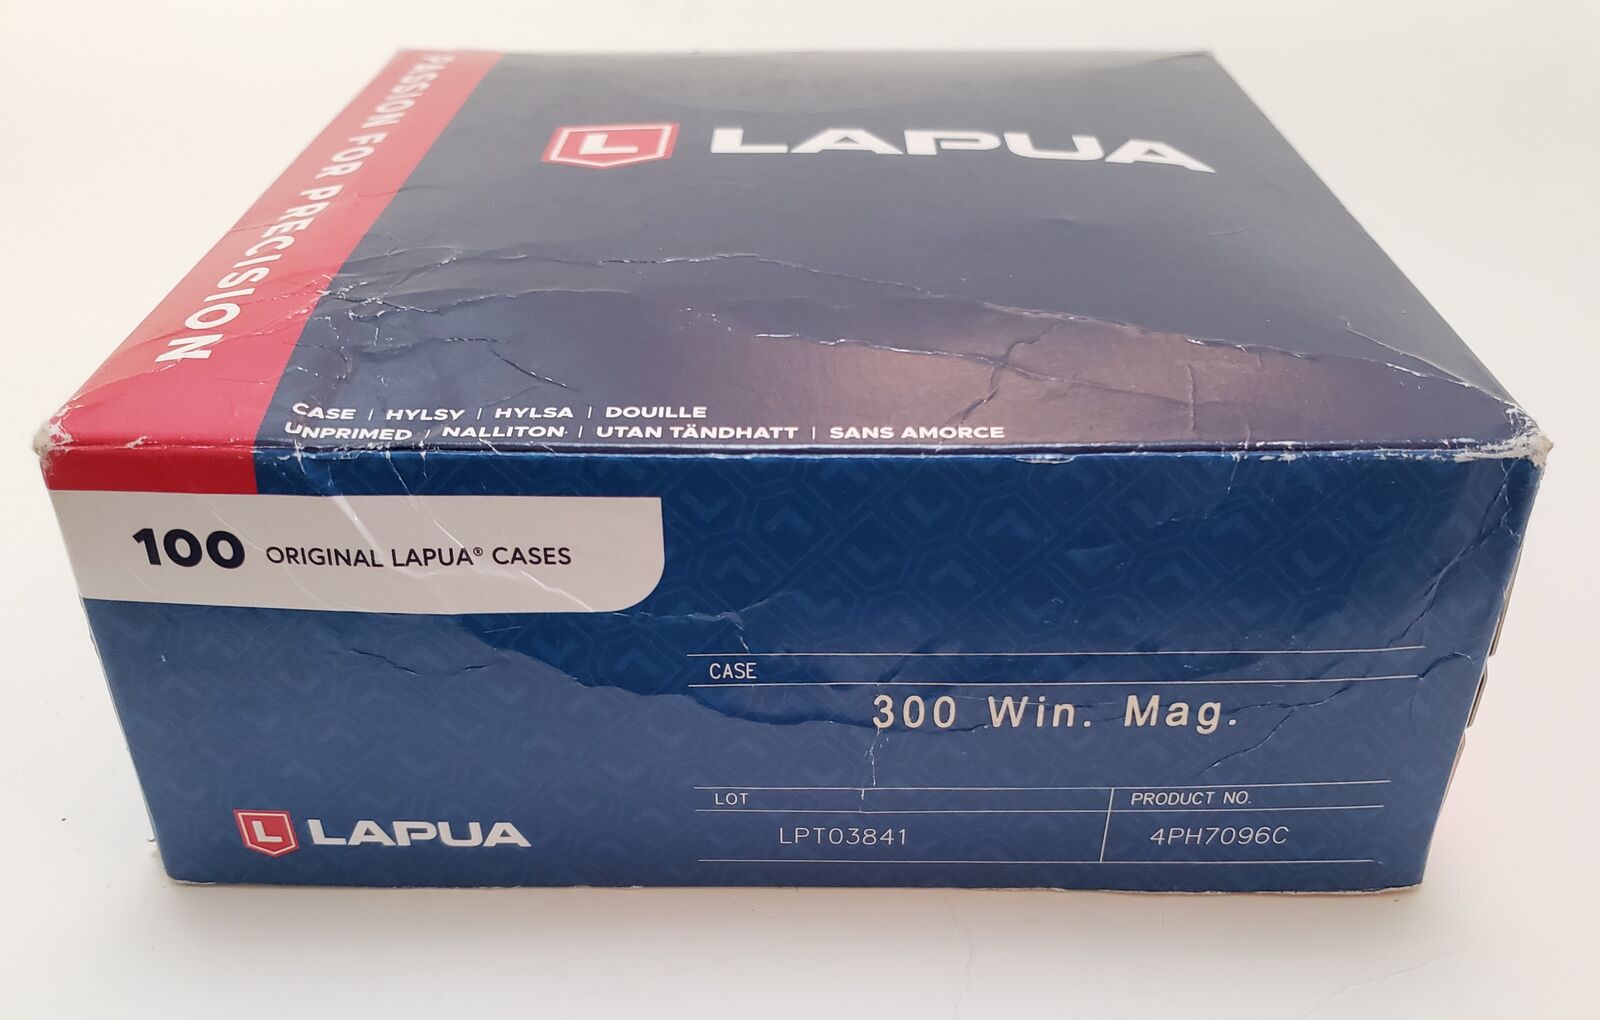 PASSION FOR PRECISION
L LAPUA
CASE | HYLSY | HYLSA | DOUILLE
UNPRIMED | NALLITON | UTAN TÄNDHATT | SANS AMORCE
100 ORIGINAL LAPUA® CASES
CASE
300 Win. Mag.
LOT
PRODUCT NO.
LPT03841
4PH7096C
L LAPUA